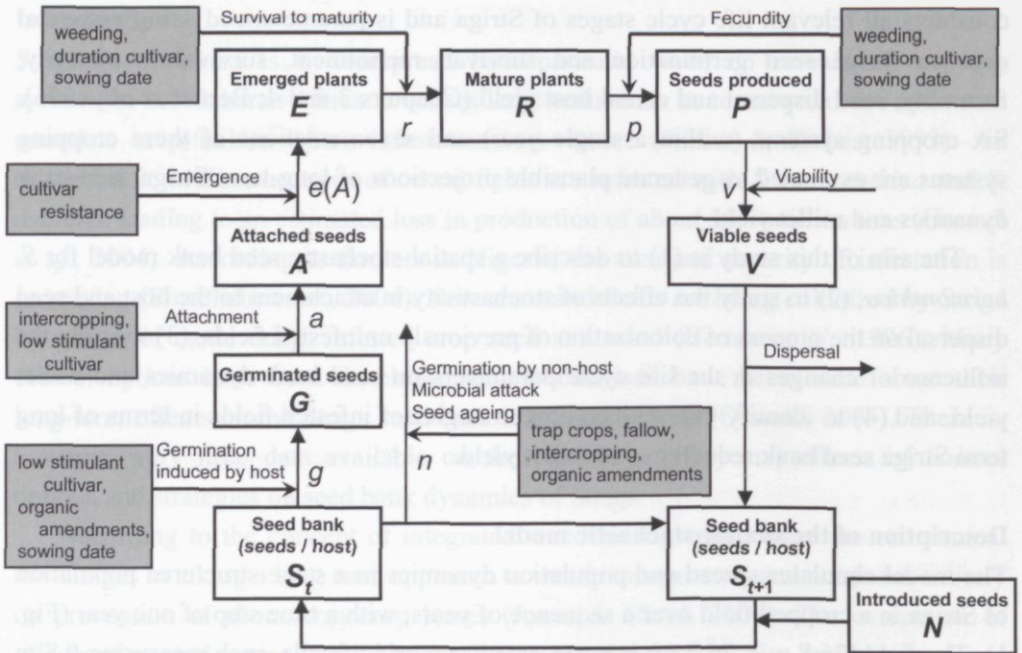 Survival to maturity
Fecundity
weeding,
duration cultivar,
sowing date
Emerged plants
E
r
Mature plants
R
p
Seeds produced
P
weeding,
duration cultivar,
sowing date
cultivar
resistance
Emergence
e(A)
v
Viability
Attached seeds
A
Viable seeds
V
intercropping,
low stimulant
cultivar
Attachment
a
Germinated seeds
G
Germination by non-host
Microbial attack
Seed ageing
n
Dispersal
trap crops, fallow,
intercropping,
organic amendments
low stimulant
cultivar,
organic
amendments,
sowing date
Germination
induced by host
g
Seed bank
(seeds / host)
St
Seed bank
(seeds / host)
St+1
Introduced seeds
N